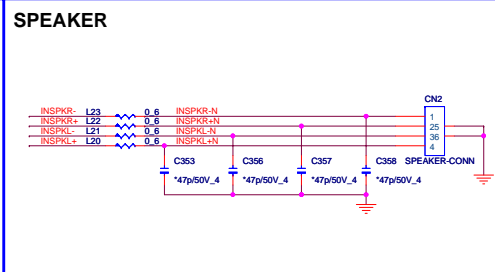 SPEAKER
CN2
INSPKR- L23 0_6 INSPKR-N 1
INSPKR+ L22 0_6 INSPKR+N 25
INSPKL- L21 0_6 INSPKL-N 36
INSPKL+ L20 0_6 INSPKL+N 4
C353 C356 C357 C358 SPEAKER-CONN
*47p/50V_4 *47p/50V_4 *47p/50V_4 *47p/50V_4